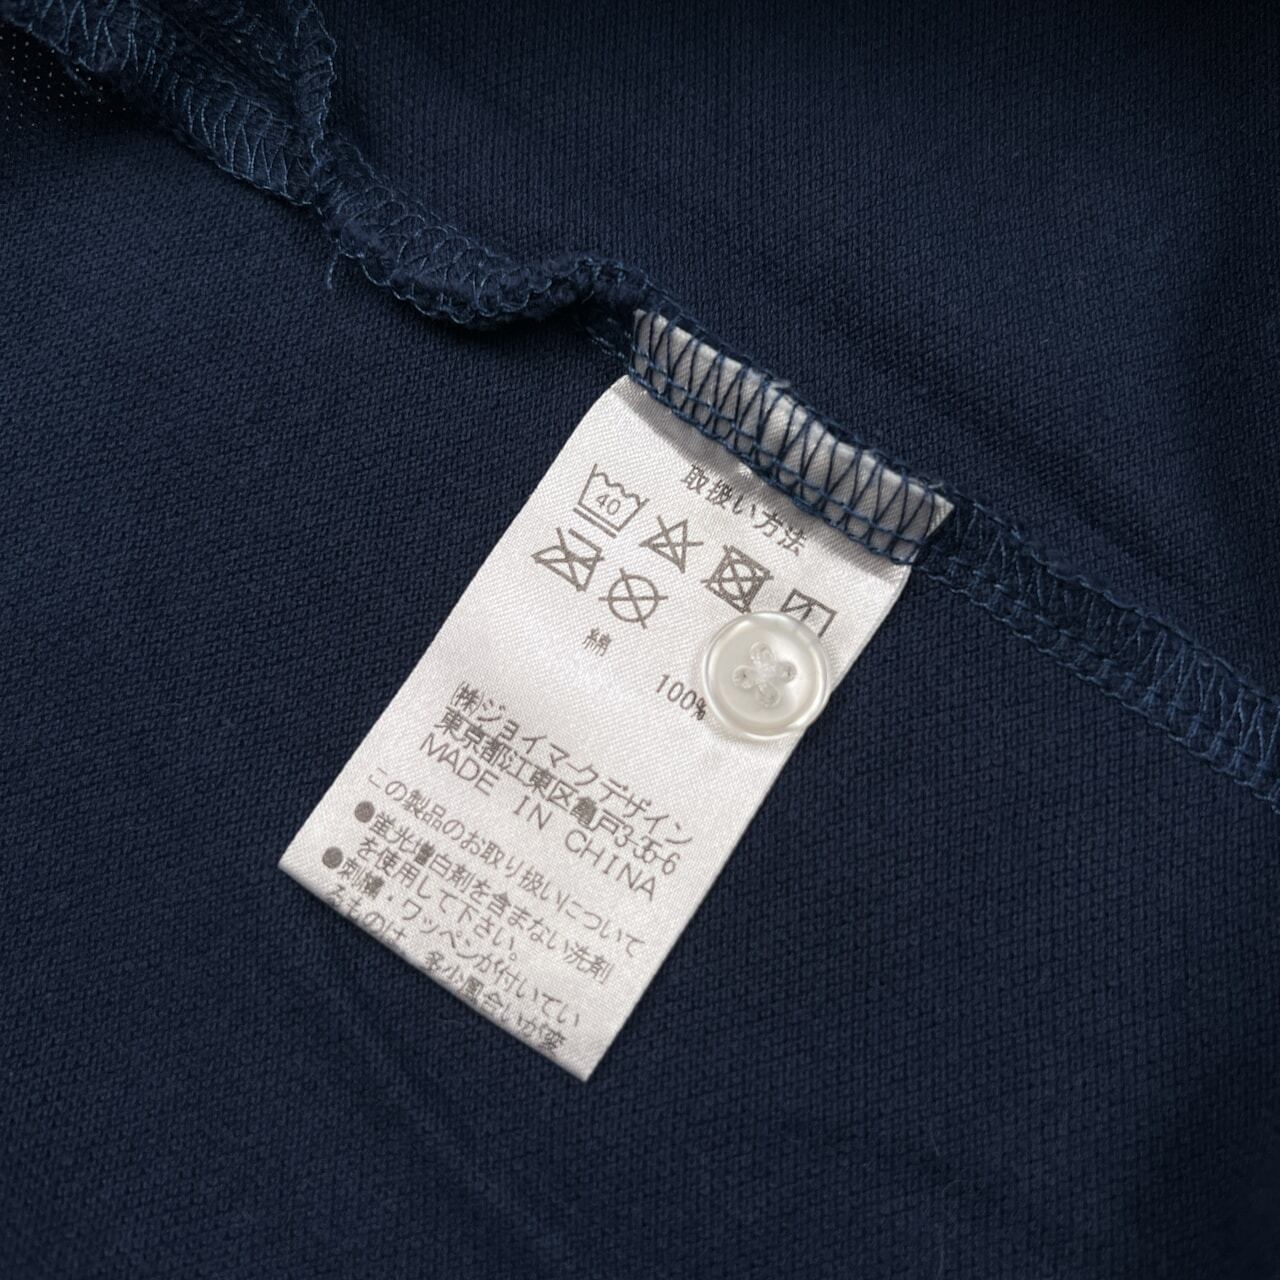 取扱い方法
40
綿
100%
㈱ジョイマークデザイン
東京都江東区亀戸3-35-6
MADE IN CHINA
この製品のお取り扱いについて
●蛍光増白剤を含まない洗剤
を使用して下さい。
●刺繍・ワッペンが付いてい
るものは、多少風合いが変